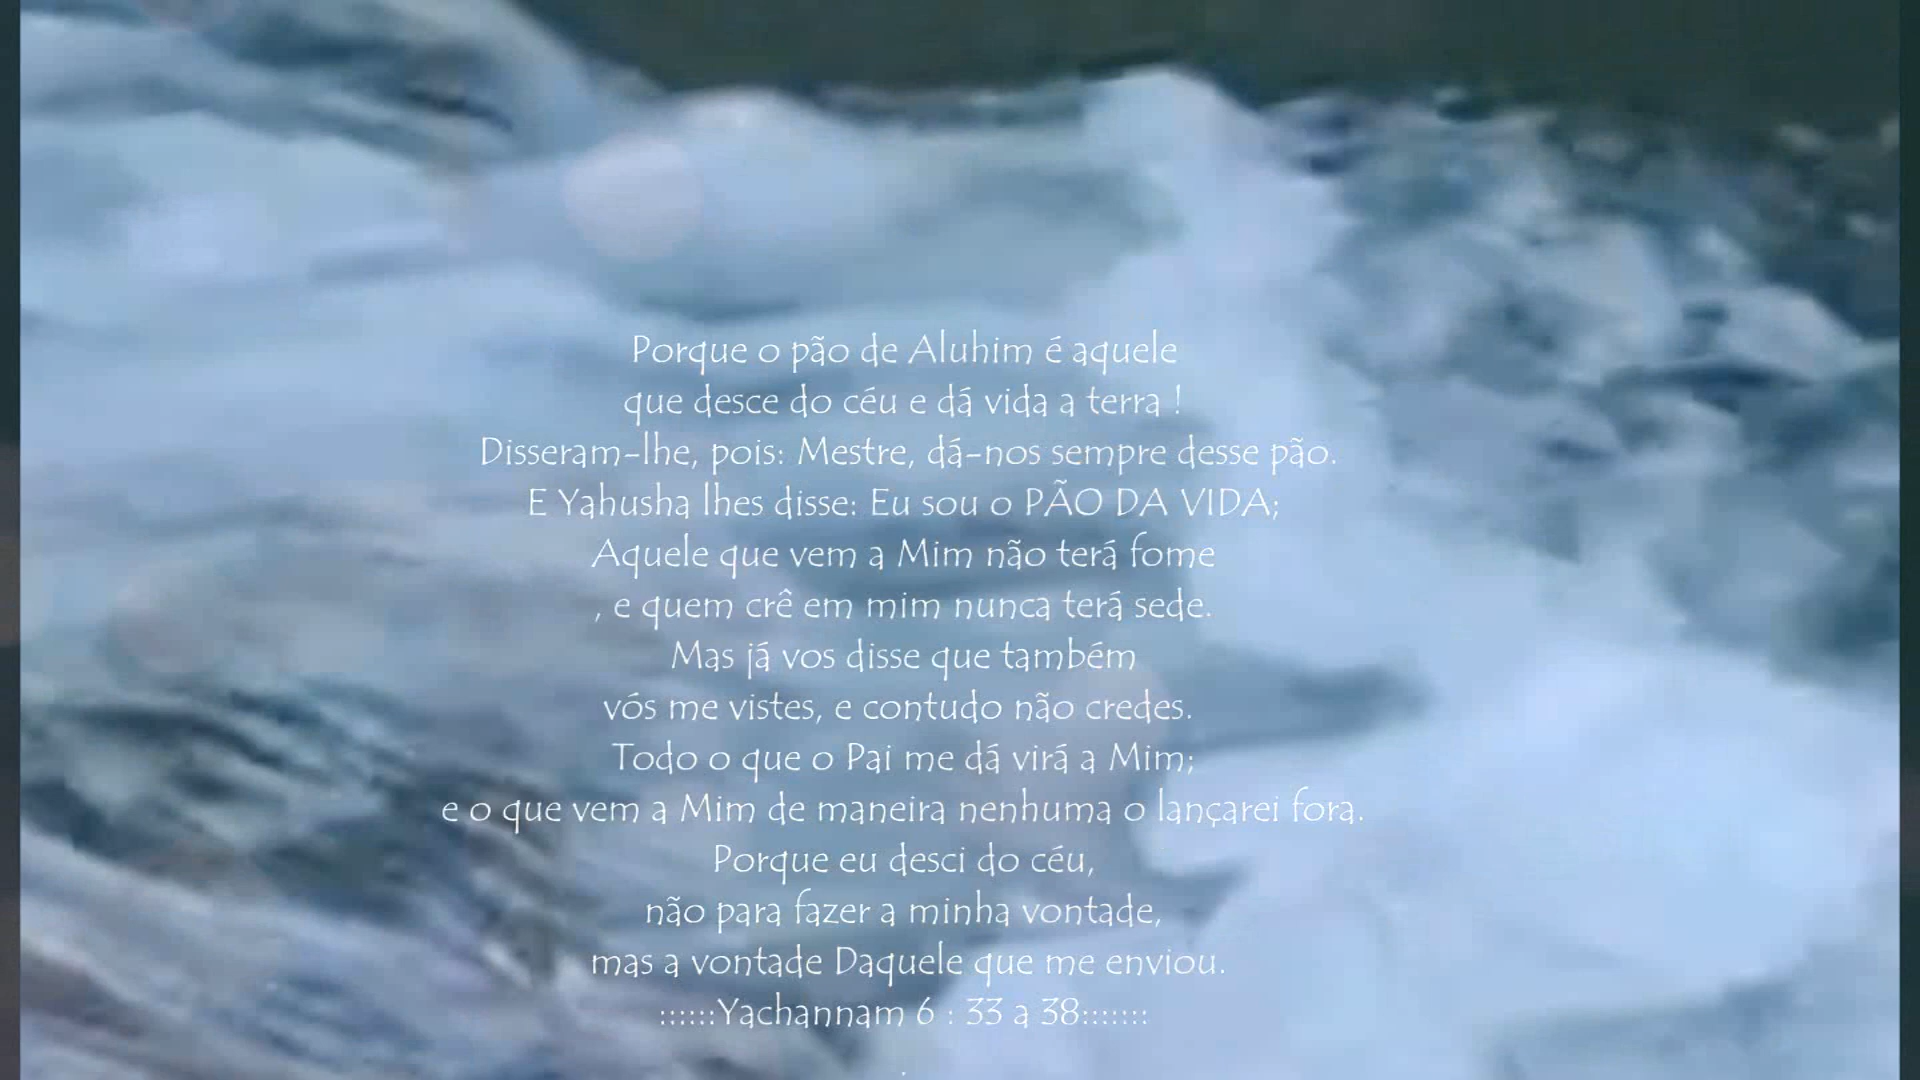 Porque o pão de Aluhim é aquele
que desce do céu e dá vida a terra !
Disseram-lhe, pois: Mestre, dá-nos sempre desse pão.
E Yahusha lhes disse: Eu sou o PÃO DA VIDA;
Aquele que vem a Mim não terá fome
, e quem crê em mim nunca terá sede.
Mas já vos disse que também
vós me vistes, e contudo não credes.
Todo o que o Pai me dá virá a Mim;
e o que vem a Mim de maneira nenhuma o lançarei fora.
Porque eu desci do céu,
não para fazer a minha vontade,
mas a vontade Daquele que me enviou.
::::::Yachannam 6 : 33 a 38:::::::
.